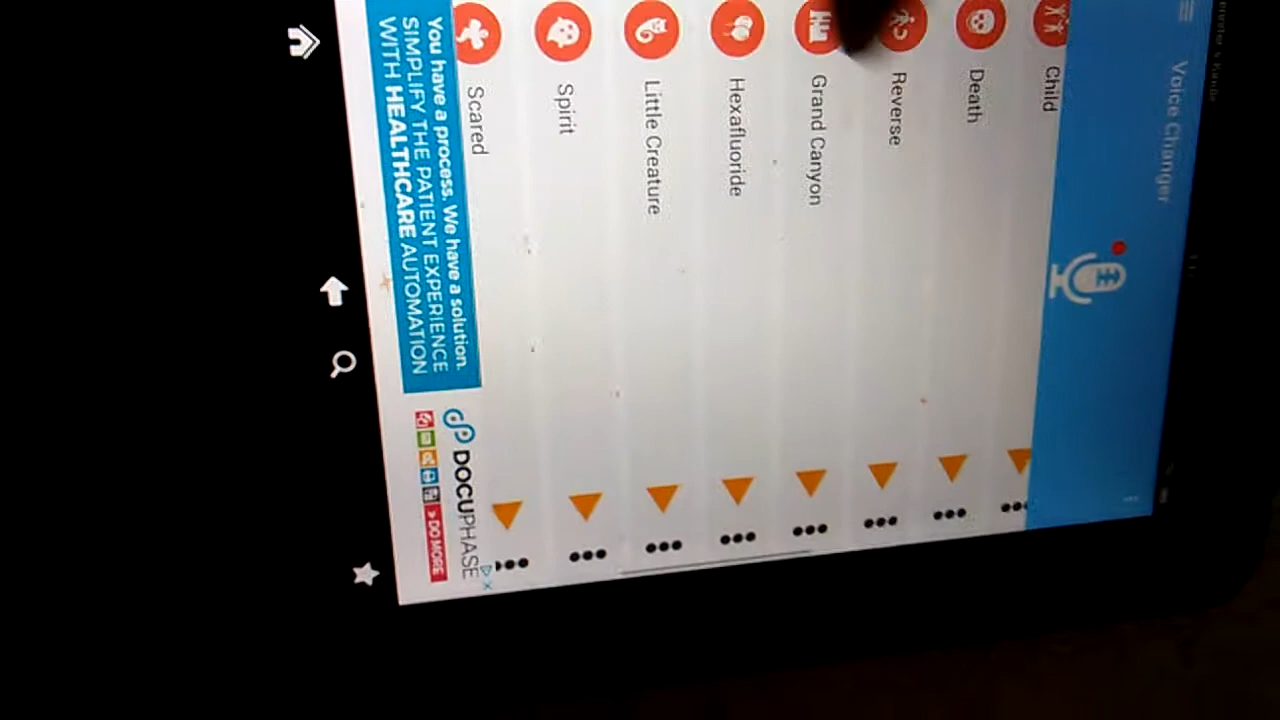 Voice Changer
Child
Death
Reverse
Grand Canyon
Hexafluoride
Little Creature
Spirit
Scared
You have a process. We have a solution.
SIMPLIFY THE PATIENT EXPERIENCE
WITH HEALTHCARE AUTOMATION
DOCUPHASE
» DO MORE